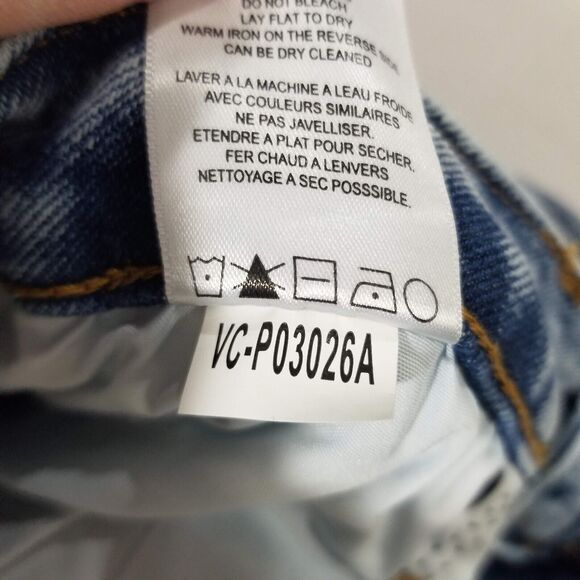 DO NOT BLEACH
LAY FLAT TO DRY
WARM IRON ON THE REVERSE SIDE
CAN BE DRY CLEANED
LAVER A LA MACHINE A LEAU FROIDE
AVEC COULEURS SIMILAIRES
NE PAS JAVELLISER.
ETENDRE A PLAT POUR SECHER.
FER CHAUD A LENVERS
NETTOYAGE A SEC POSSSIBLE.
VC-P03026A